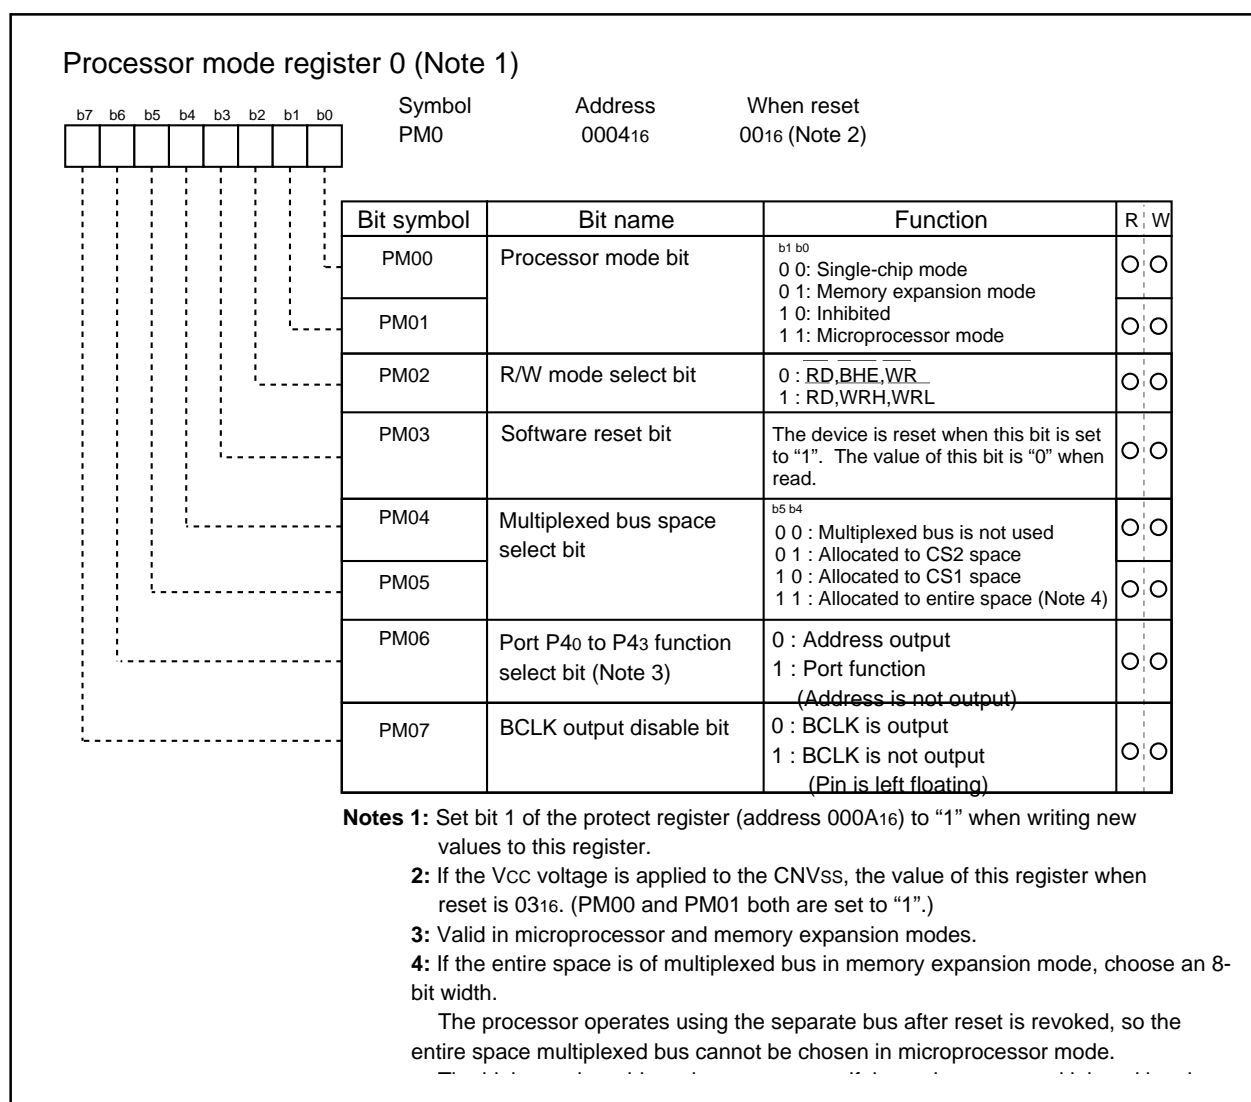 Processor mode register 0 (Note 1)
b7 b6 b5 b4 b3 b2 b1 b0
Symbol Address When reset
PM0 000416 0016 (Note 2)
Bit symbol Bit name Function R W
PM00 Processor mode bit
b1 b0
0 0: Single-chip mode
0 1: Memory expansion mode
PM01
1 0: Inhibited
1 1: Microprocessor mode
PM02 R/W mode select bit 0 : RD,BHE,WR
1 : RD,WRH,WRL
PM03 Software reset bit The device is reset when this bit is set
to “1”. The value of this bit is “0” when
read.
PM04 Multiplexed bus space
select bit
b5 b4
0 0 : Multiplexed bus is not used
0 1 : Allocated to CS2 space
PM05
1 0 : Allocated to CS1 space
1 1 : Allocated to entire space (Note 4)
PM06 Port P40 to P43 function
select bit (Note 3)
0 : Address output
1 : Port function
(Address is not output)
PM07 BCLK output disable bit 0 : BCLK is output
1 : BCLK is not output
(Pin is left floating)
Notes 1: Set bit 1 of the protect register (address 000A16) to “1” when writing new
values to this register.
2: If the VCC voltage is applied to the CNVSS, the value of this register when
reset is 0316. (PM00 and PM01 both are set to “1”.)
3: Valid in microprocessor and memory expansion modes.
4: If the entire space is of multiplexed bus in memory expansion mode, choose an 8-
bit width.
The processor operates using the separate bus after reset is revoked, so the
entire space multiplexed bus cannot be chosen in microprocessor mode.